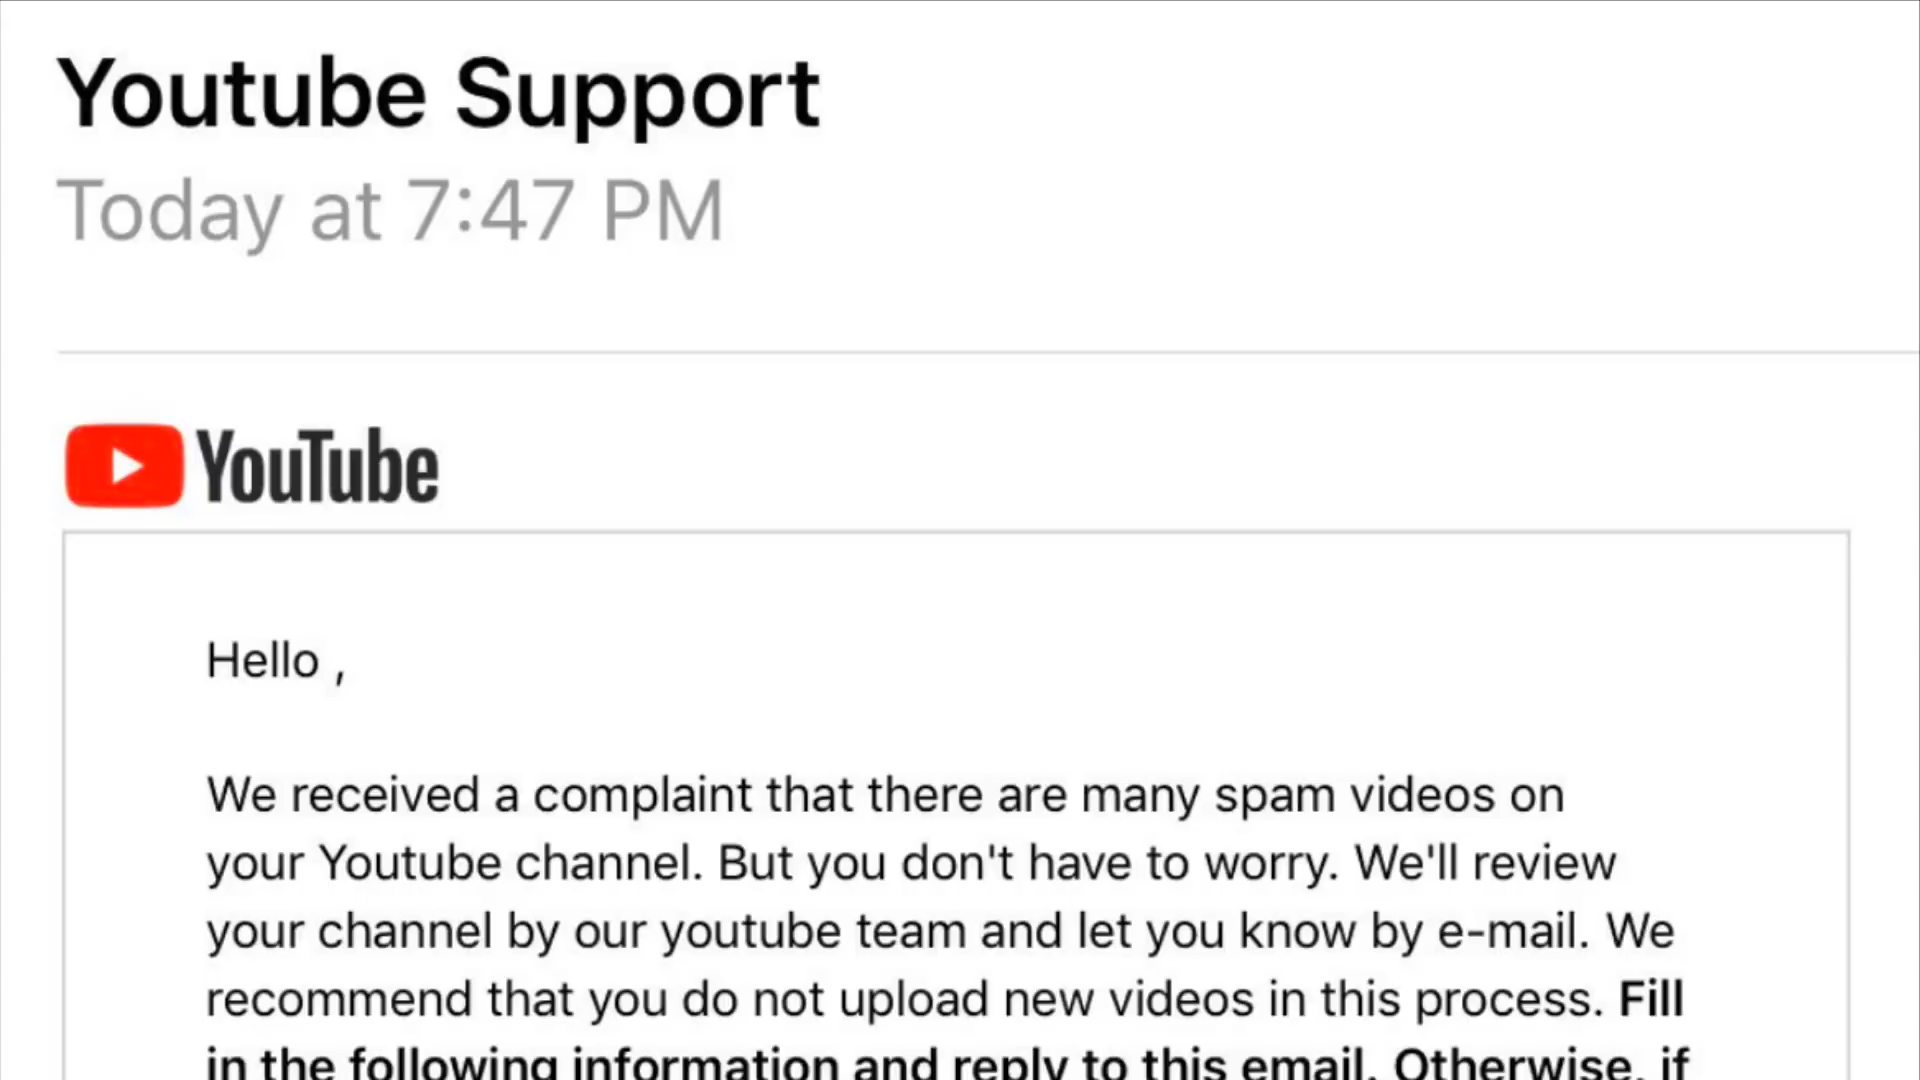 Youtube Support
Today at 7:47 PM
YouTube
Hello ,
We received a complaint that there are many spam videos on
your Youtube channel. But you don't have to worry. We'll review
your channel by our youtube team and let you know by e-mail. We
recommend that you do not upload new videos in this process. Fill
in the following information and reply to this email. Otherwise, if